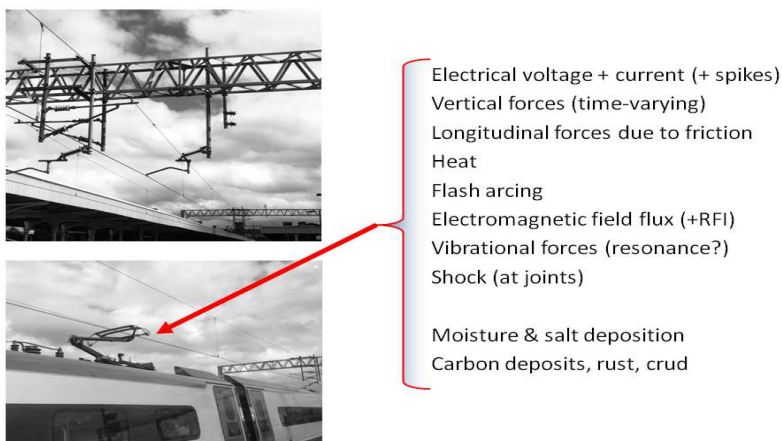 Electrical voltage + current (+ spikes)
Vertical forces (time-varying)
Longitudinal forces due to friction
Heat
Flash arcing
Electromagnetic field flux (+RFI)
Vibrational forces (resonance?)
Shock (at joints)
Moisture & salt deposition
Carbon deposits, rust, crud